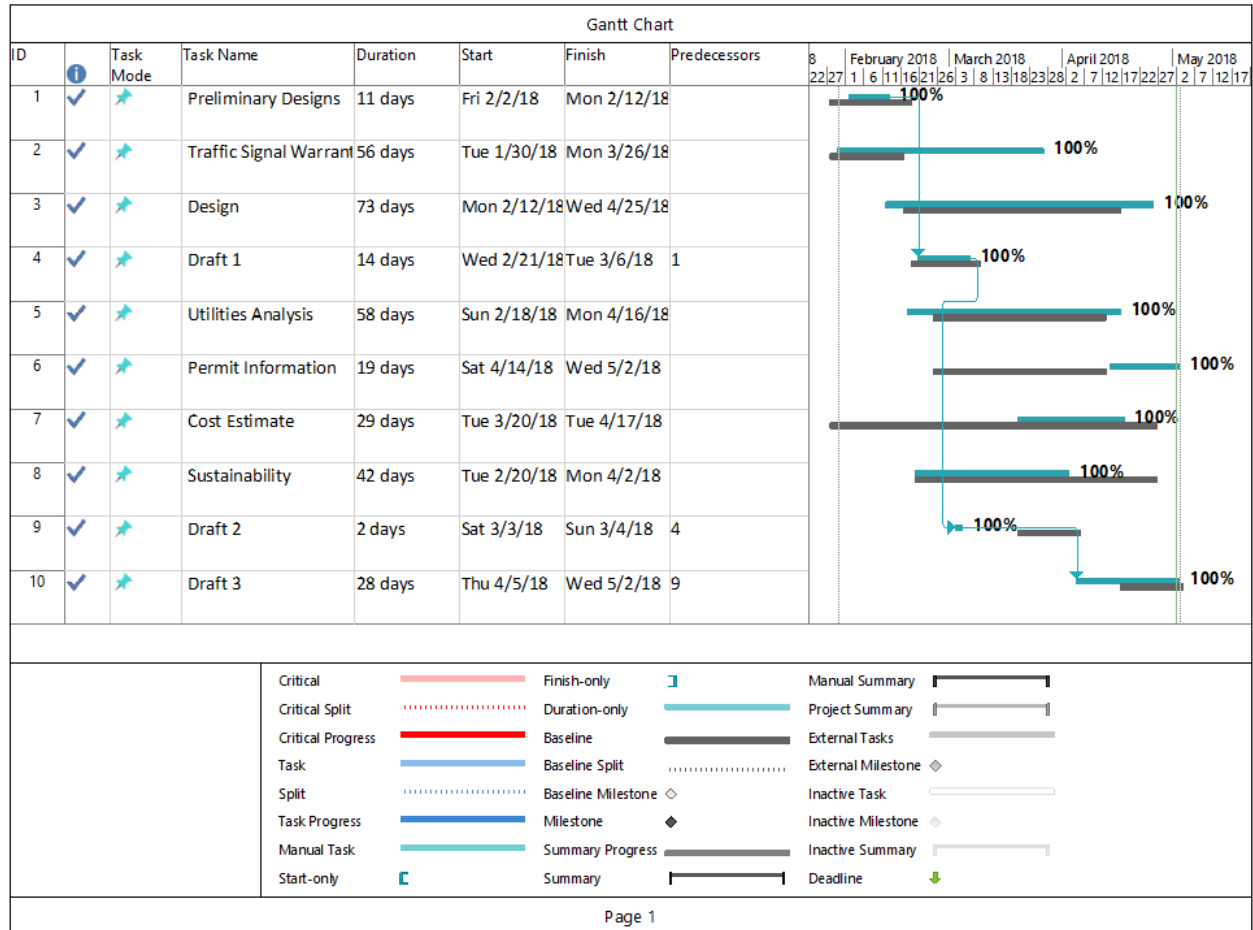 Gantt Chart
ID Task Mode Task Name Duration Start Finish Predecessors 8 February 2018 March 2018 April 2018 May 2018
22 27 1 6 11 16 21 26 3 8 13 18 23 28 2 7 12 17 22 27 2 7 12 17
1 Preliminary Designs 11 days Fri 2/2/18 Mon 2/12/18 100%
2 Traffic Signal Warrant 56 days Tue 1/30/18 Mon 3/26/18 100%
3 Design 73 days Mon 2/12/18 Wed 4/25/18 100%
4 Draft 1 14 days Wed 2/21/18 Tue 3/6/18 1 100%
5 Utilities Analysis 58 days Sun 2/18/18 Mon 4/16/18 100%
6 Permit Information 19 days Sat 4/14/18 Wed 5/2/18 100%
7 Cost Estimate 29 days Tue 3/20/18 Tue 4/17/18 100%
8 Sustainability 42 days Tue 2/20/18 Mon 4/2/18 100%
9 Draft 2 2 days Sat 3/3/18 Sun 3/4/18 4 100%
10 Draft 3 28 days Thu 4/5/18 Wed 5/2/18 9 100%
Critical Finish-only Manual Summary
Critical Split Duration-only Project Summary
Critical Progress Baseline External Tasks
Task Baseline Split External Milestone
Split Baseline Milestone Inactive Task
Task Progress Milestone Inactive Milestone
Manual Task Summary Progress Inactive Summary
Start-only Summary Deadline
Page 1